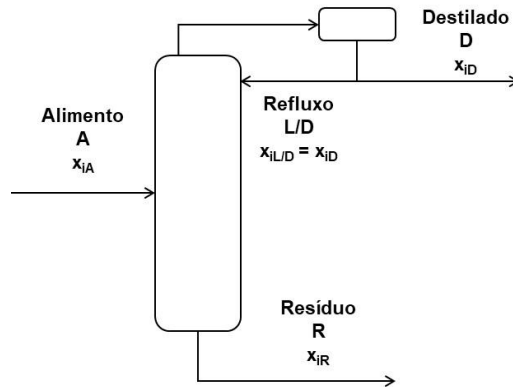 Destilado
D
xiD
Alimento
A
xiA
Refluxo
L/D
xiL/D = xiD
Resíduo
R
xiR